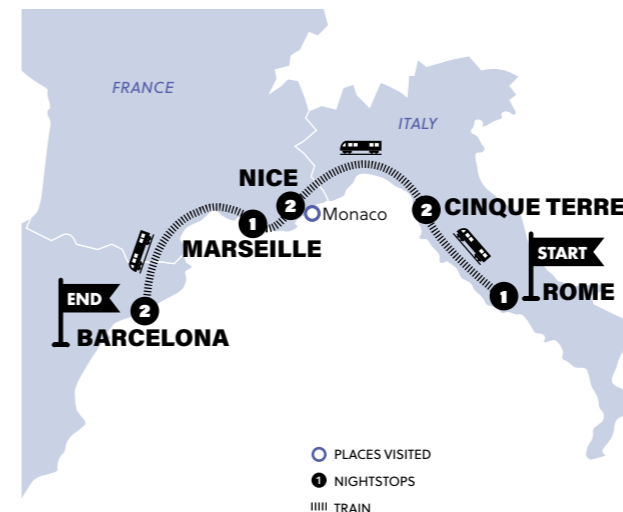 FRANCE
ITALY
NICE
2
Monaco
1
MARSEILLE
2
CINQUE TERRE
START
1
ROME
END
2
BARCELONA
PLACES VISITED
1 NIGHTSTOPS
TRAIN